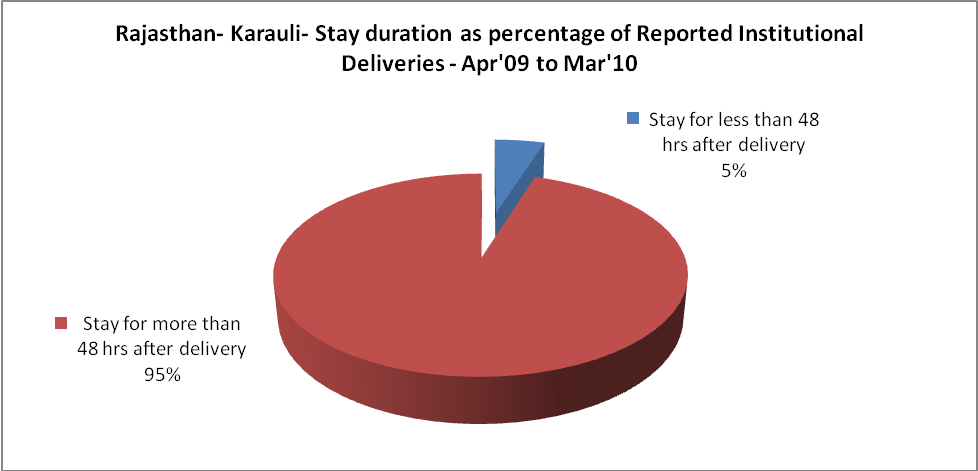 Rajasthan- Karauli- Stay duration as percentage of Reported Institutional
Deliveries - Apr'09 to Mar'10
Stay for less than 48
hrs after delivery
5%
Stay for more than
48 hrs after delivery
95%